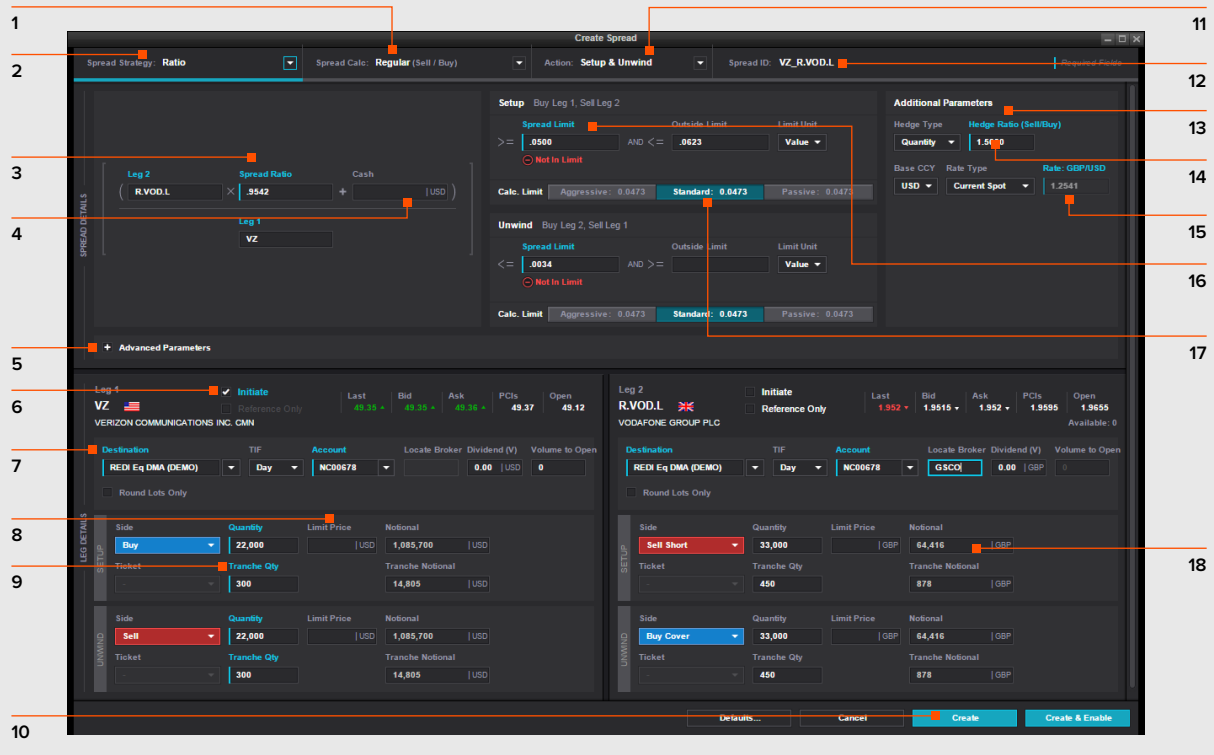 1
2
3
4
5
6
7
8
9
10
11
12
13
14
15
16
17
18
Create Spread
Spread Strategy: Ratio
Spread Calc: Regular (Sell / Buy)
Action: Setup & Unwind
Spread ID: VZ_R.VOD.L
Required Fields
SPREAD DETAILS
Leg 2 Spread Ratio Cash
( R.VOD.L × .9542 + | USD )
Leg 1
VZ
Setup Buy Leg 1, Sell Leg 2
Spread Limit Outside Limit Limit Unit
>= .0500 AND <= .0623 Value
Not In Limit
Calc. Limit Aggressive: 0.0473 Standard: 0.0473 Passive: 0.0473
Unwind Buy Leg 2, Sell Leg 1
Spread Limit Outside Limit Limit Unit
<= .0034 AND >= Value
Not In Limit
Calc. Limit Aggressive: 0.0473 Standard: 0.0473 Passive: 0.0473
Additional Parameters
Hedge Type Hedge Ratio (Sell/Buy)
Quantity 1.5000
Base CCY Rate Type Rate: GBP/USD
USD Current Spot 1.2541
+ Advanced Parameters
LEG DETAILS
Leg 1 Initiate Last Bid Ask PCls Open
VZ Reference Only 49.35 49.35 49.36 49.37 49.12
VERIZON COMMUNICATIONS INC. CMN
Destination TIF Account Locate Broker Dividend (V) Volume to Open
REDI Eq DMA (DEMO) Day NC00678 0.00 | USD 0
Round Lots Only
SETUP
Side Quantity Limit Price Notional
Buy 22,000 | USD 1,085,700 | USD
Ticket Tranche Qty Tranche Notional
- 300 14,805 | USD
UNWIND
Side Quantity Limit Price Notional
Sell 22,000 | USD 1,085,700 | USD
Ticket Tranche Qty Tranche Notional
- 300 14,805 | USD
Leg 2 Initiate Last Bid Ask PCls Open
R.VOD.L Reference Only 1.952 1.9515 1.952 1.9595 1.9655
VODAFONE GROUP PLC Available: 0
Destination TIF Account Locate Broker Dividend (V) Volume to Open
REDI Eq DMA (DEMO) Day NC00678 GSCO 0.00 | GBP 0
Round Lots Only
SETUP
Side Quantity Limit Price Notional
Sell Short 33,000 | GBP 64,416 | GBP
Ticket Tranche Qty Tranche Notional
- 450 878 | GBP
UNWIND
Side Quantity Limit Price Notional
Buy Cover 33,000 | GBP 64,416 | GBP
Ticket Tranche Qty Tranche Notional
- 450 878 | GBP
Defaults... Cancel Create Create & Enable